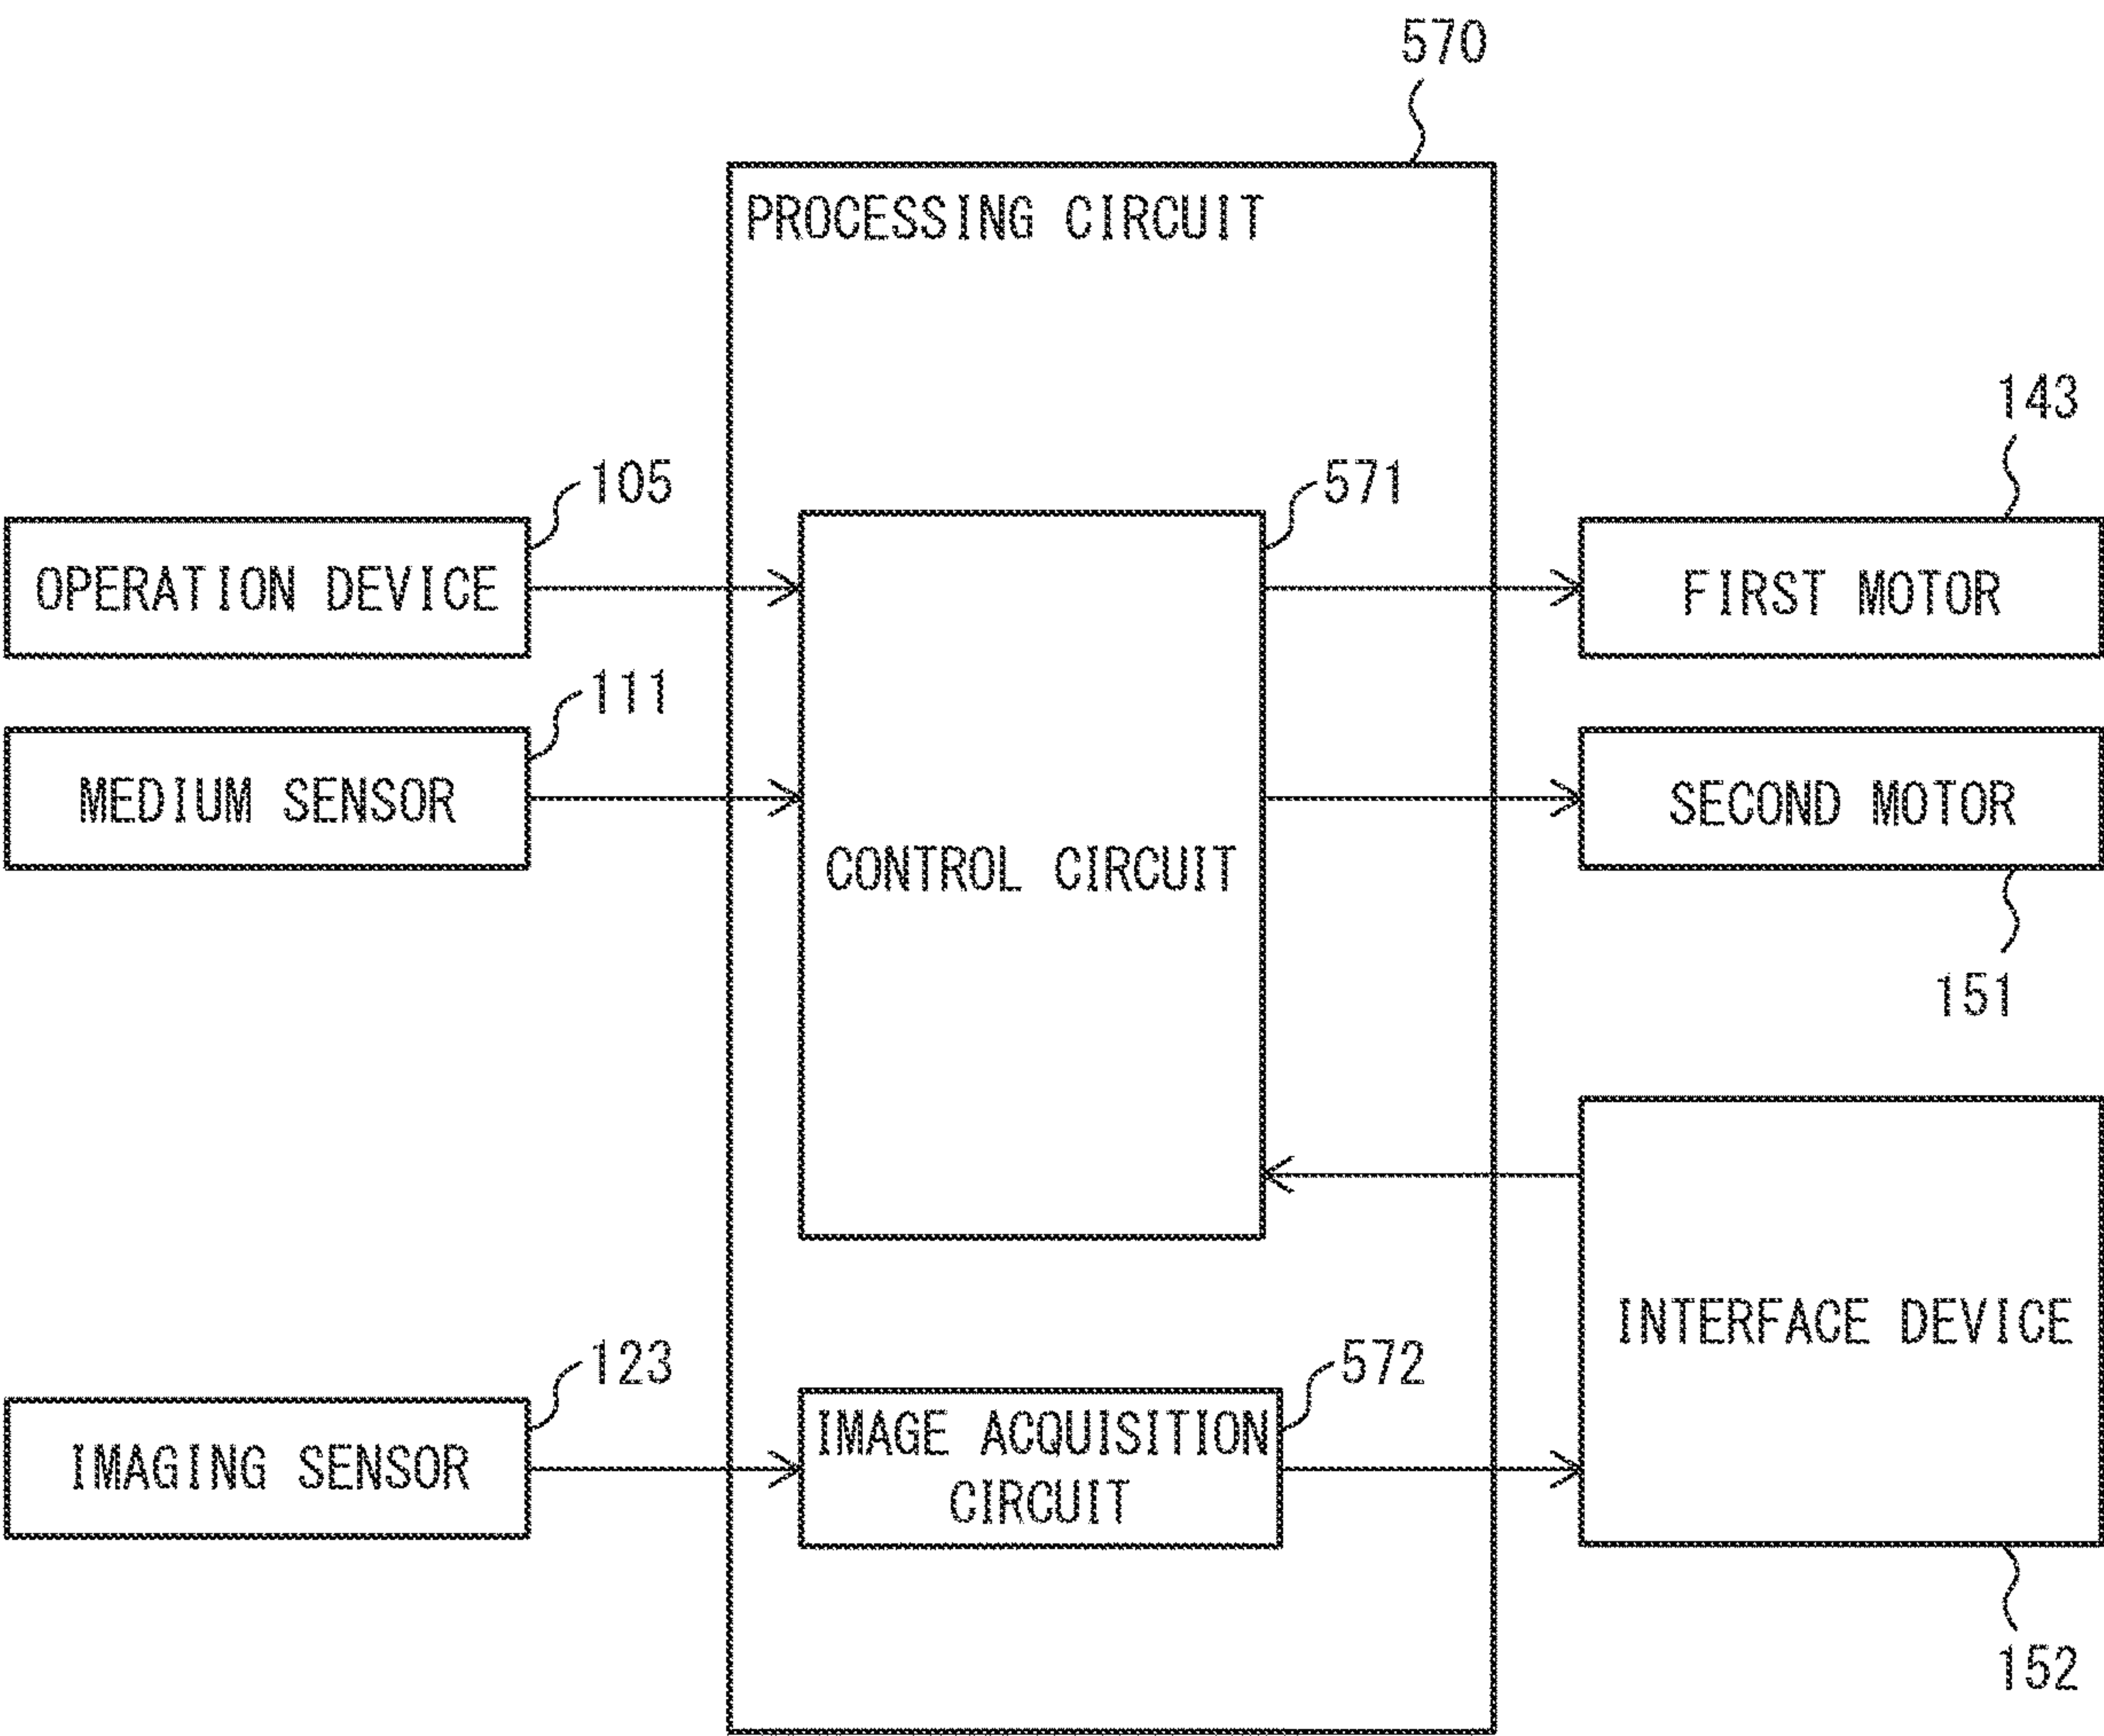 570
PROCESSING CIRCUIT
143
105
571
OPERATION DEVICE
FIRST MOTOR
111
MEDIUM SENSOR
SECOND MOTOR
CONTROL CIRCUIT
151
INTERFACE DEVICE
123
572
IMAGING SENSOR
IMAGE ACQUISITION
CIRCUIT
152